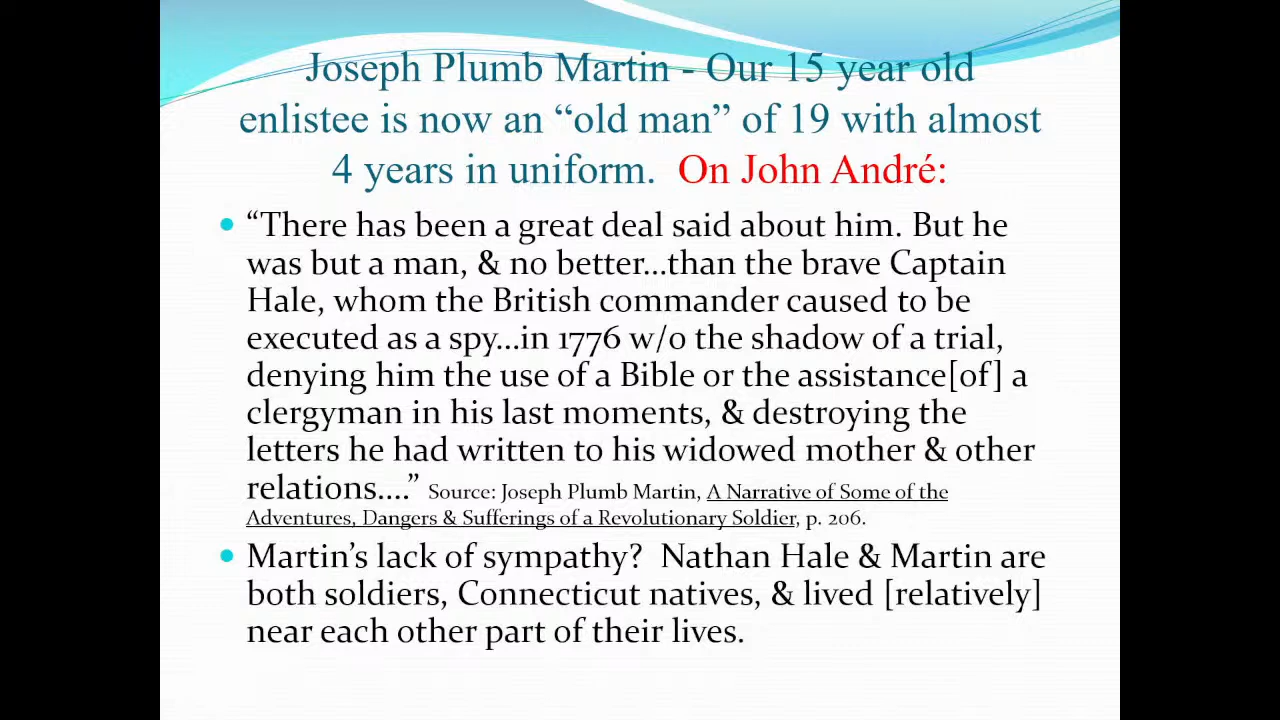 Joseph Plumb Martin - Our 15 year old
enlistee is now an “old man” of 19 with almost
4 years in uniform. On John André:
• “There has been a great deal said about him. But he
was but a man, & no better...than the brave Captain
Hale, whom the British commander caused to be
executed as a spy...in 1776 w/o the shadow of a trial,
denying him the use of a Bible or the assistance[of] a
clergyman in his last moments, & destroying the
letters he had written to his widowed mother & other
relations....” Source: Joseph Plumb Martin, A Narrative of Some of the
Adventures, Dangers & Sufferings of a Revolutionary Soldier, p. 206.
• Martin’s lack of sympathy? Nathan Hale & Martin are
both soldiers, Connecticut natives, & lived [relatively]
near each other part of their lives.